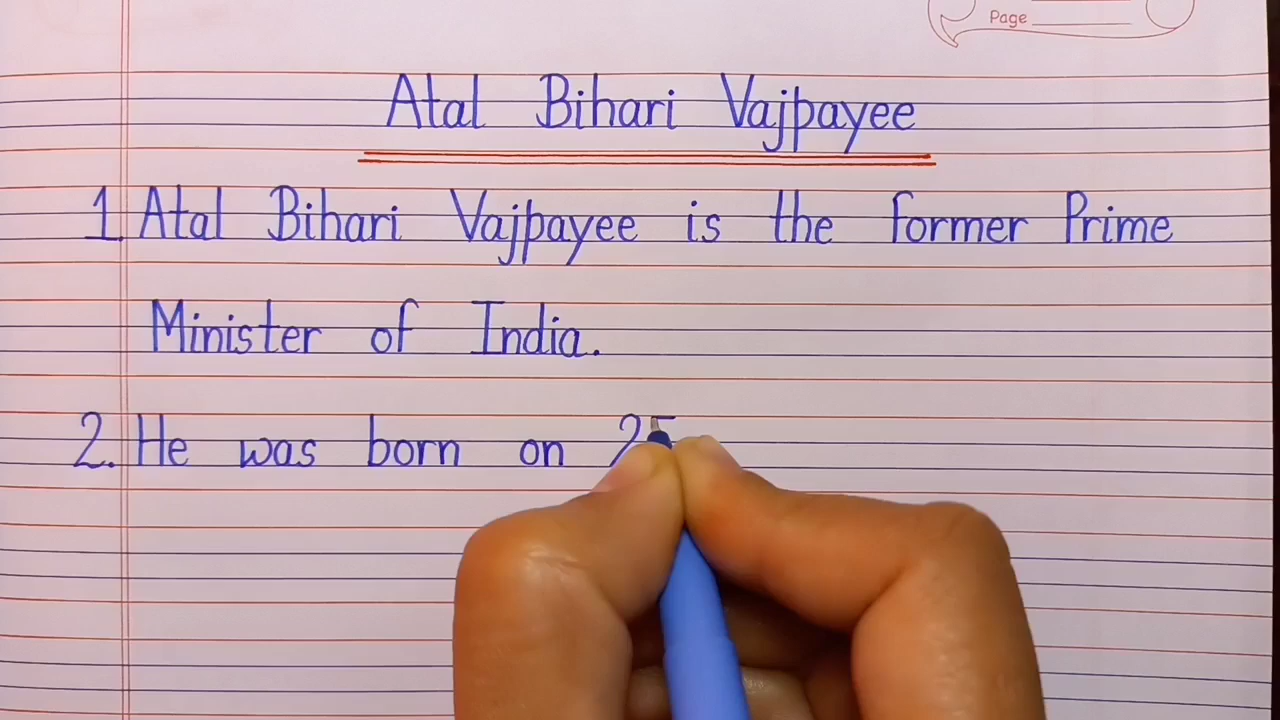 Page
Atal Bihari Vajpayee
1. Atal Bihari Vajpayee is the former Prime
Minister of India.
2. He was born on 25